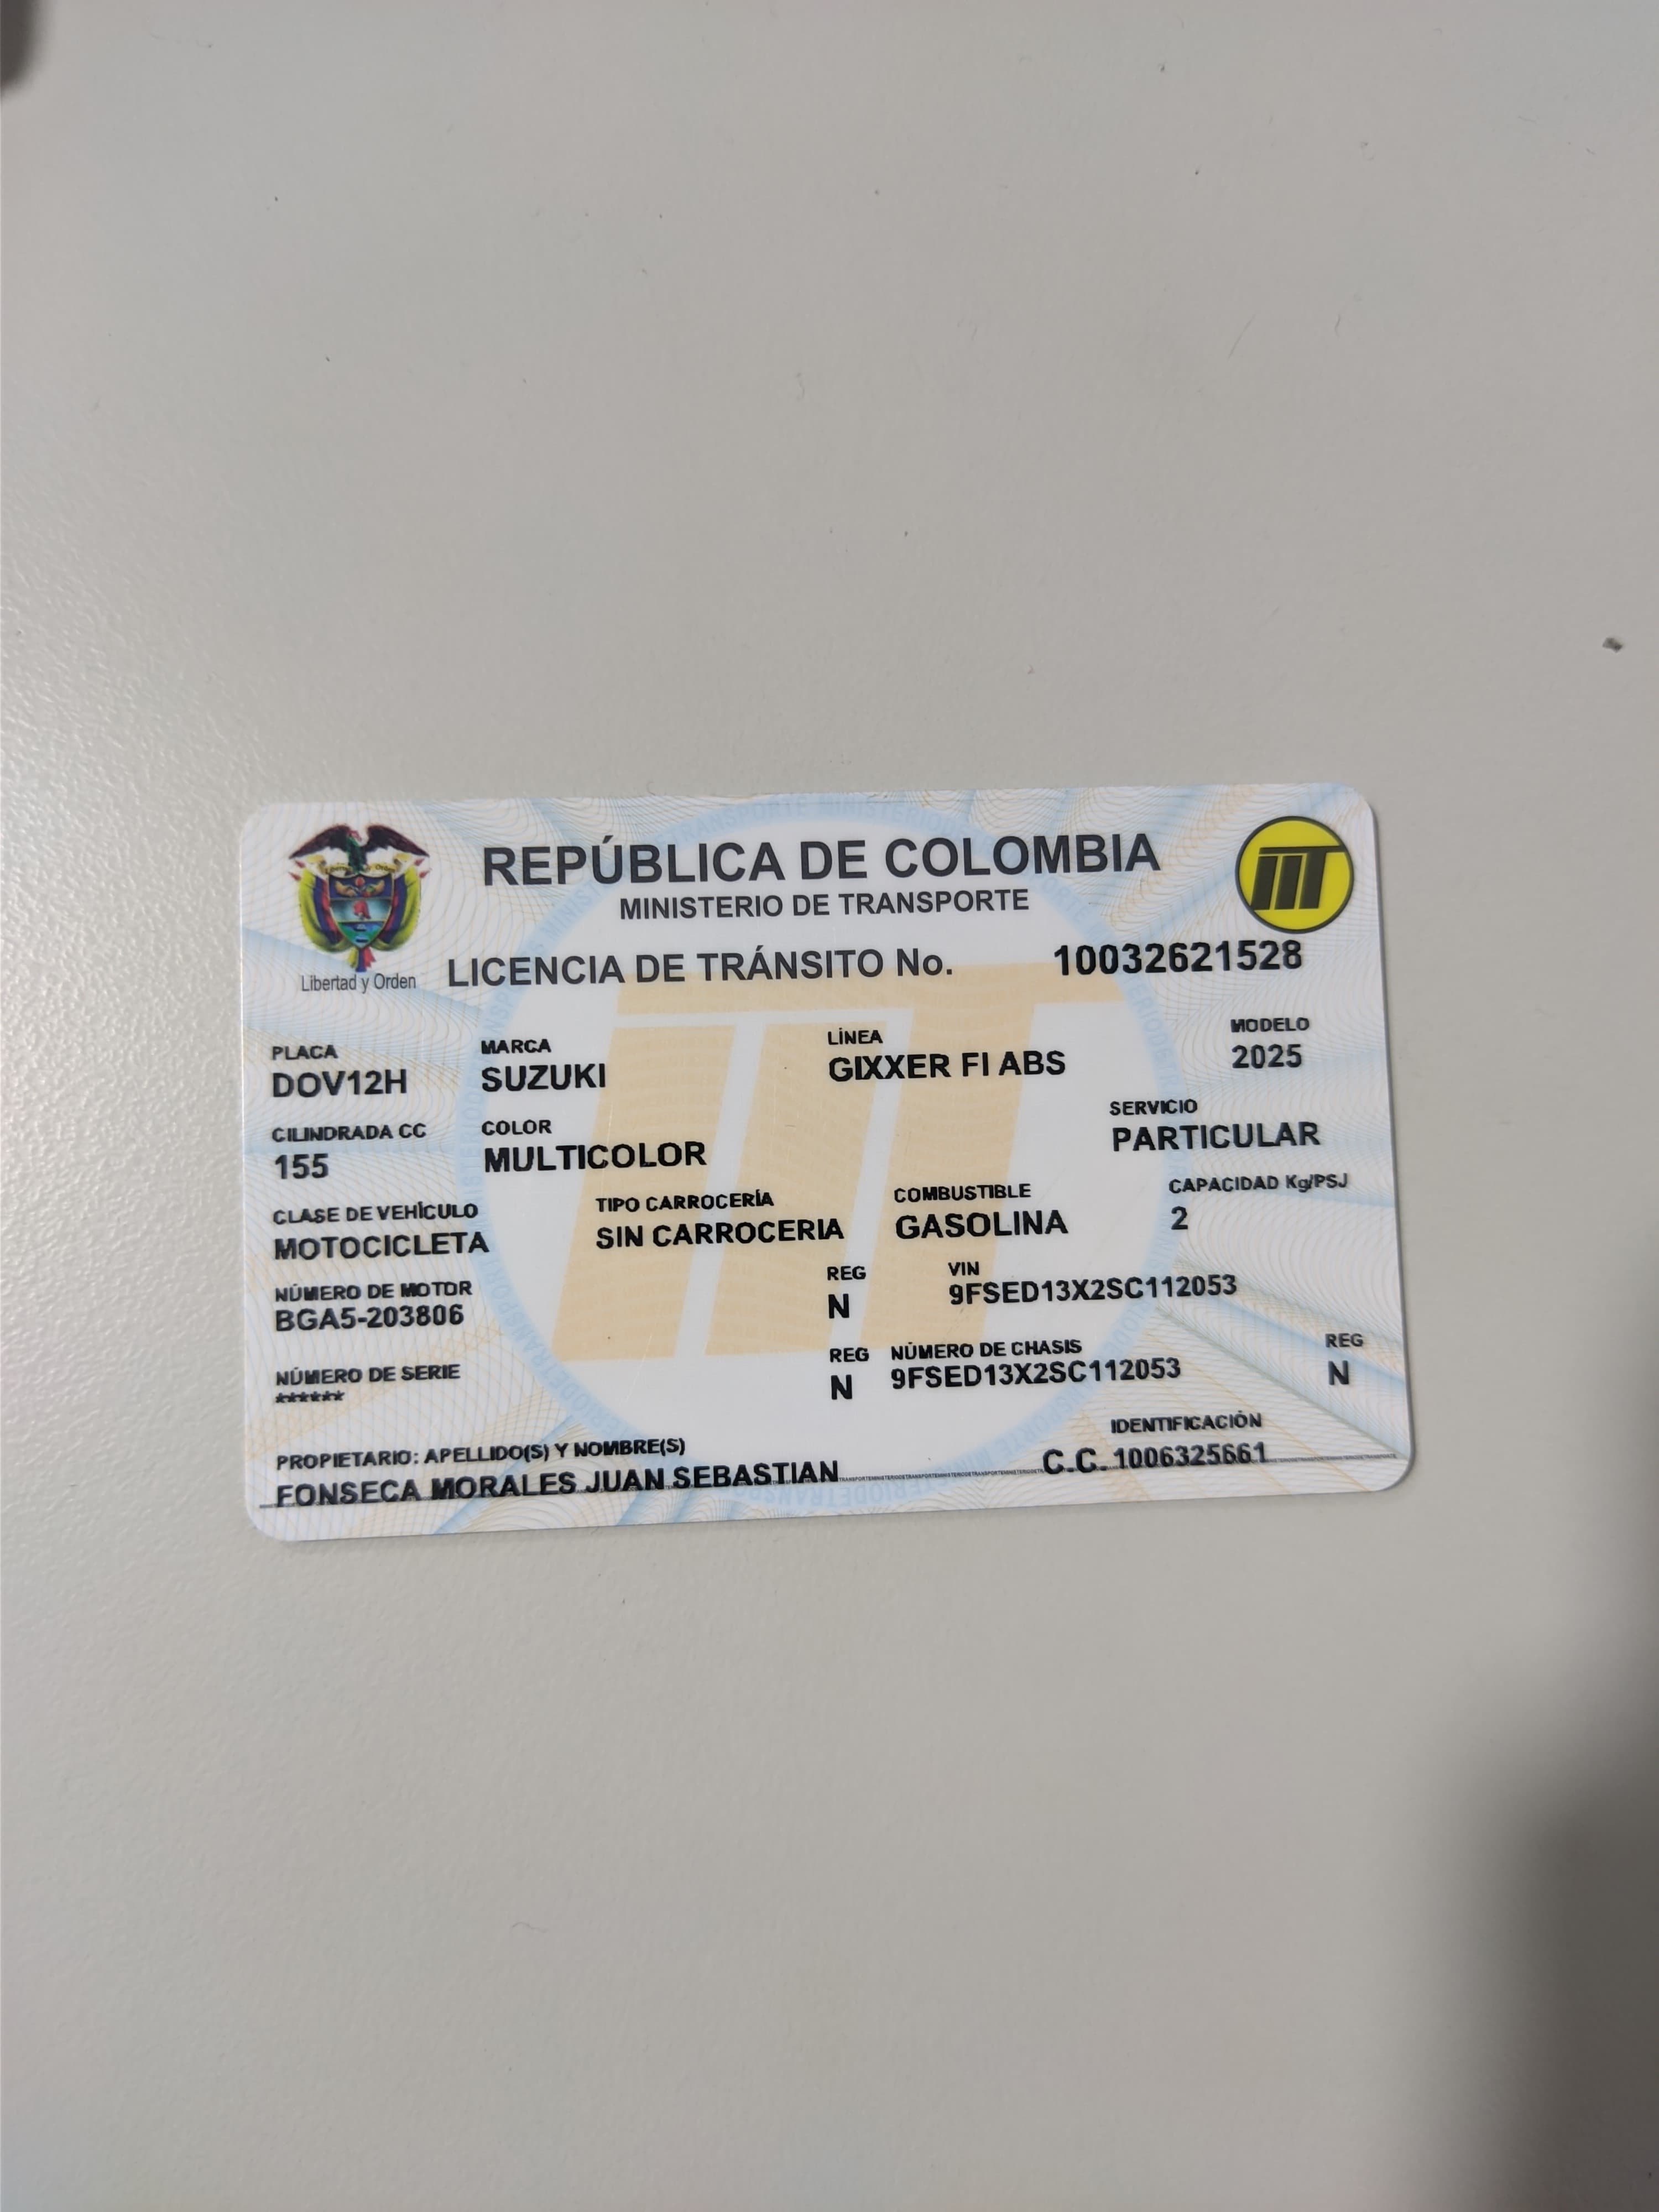 REPÚBLICA DE COLOMBIA
MINISTERIO DE TRANSPORTE
Libertad y Orden
LICENCIA DE TRÁNSITO No. 10032621528
PLACA MARCA LÍNEA MODELO
DOV12H SUZUKI GIXXER FI ABS 2025
CILINDRADA CC COLOR SERVICIO
155 MULTICOLOR PARTICULAR
CLASE DE VEHÍCULO TIPO CARROCERÍA COMBUSTIBLE CAPACIDAD Kg/PSJ
MOTOCICLETA SIN CARROCERIA GASOLINA 2
NÚMERO DE MOTOR REG VIN
BGA5-203806 N 9FSED13X2SC112053
NÚMERO DE SERIE REG NÚMERO DE CHASIS REG
****** N 9FSED13X2SC112053 N
PROPIETARIO: APELLIDO(S) Y NOMBRE(S) IDENTIFICACIÓN
FONSECA MORALES JUAN SEBASTIAN C.C. 1006325661